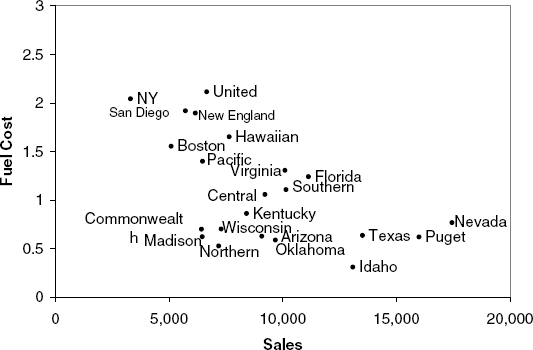 3
2.5
2
1.5
1
0.5
0
Fuel Cost
NY
United
San Diego
New England
Hawaiian
Boston
Pacific
Virginia
Florida
Southern
Central
Kentucky
Commonwealt
h
Wisconsin
Madison
Northern
Arizona
Oklahoma
Texas
Puget
Nevada
Idaho
0 5,000 10,000 15,000 20,000
Sales